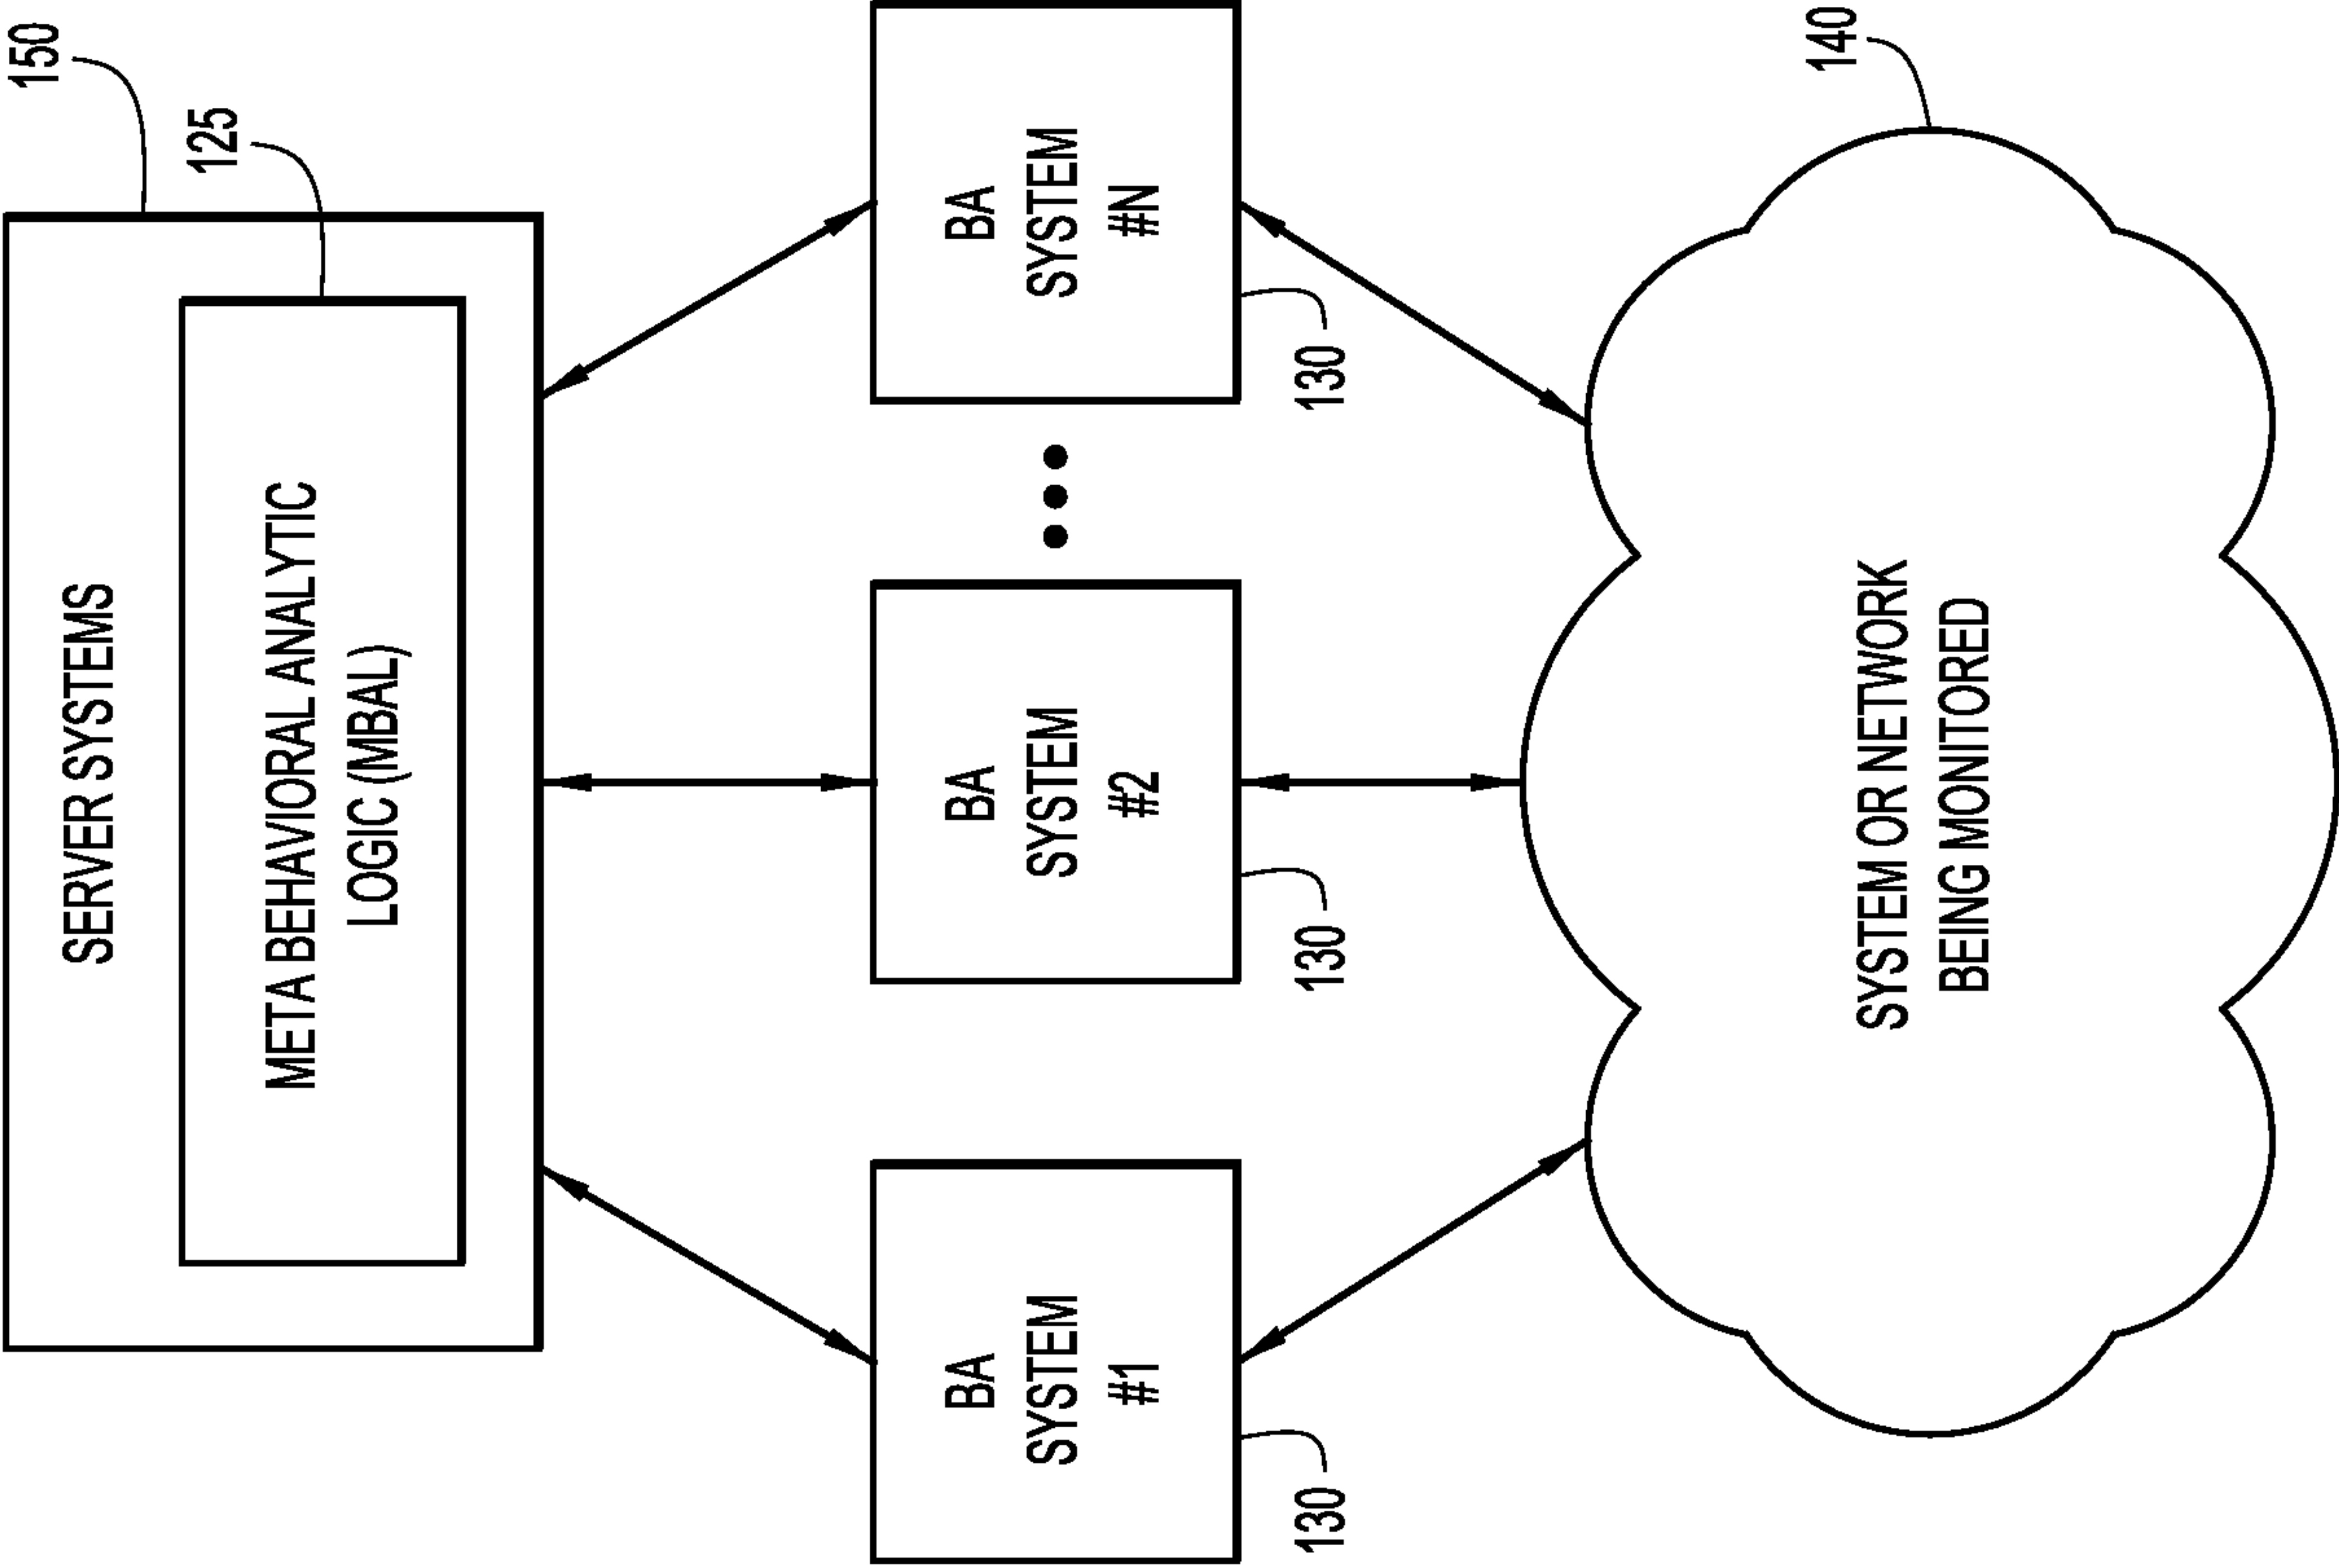 150
SERVER SYSTEMS
125
META BEHAVIORAL ANALYTIC
LOGIC (MBAL)
BA
SYSTEM
#1
130
BA
SYSTEM
#2
130
BA
SYSTEM
#N
130
140
SYSTEM OR NETWORK
BEING MONITORED